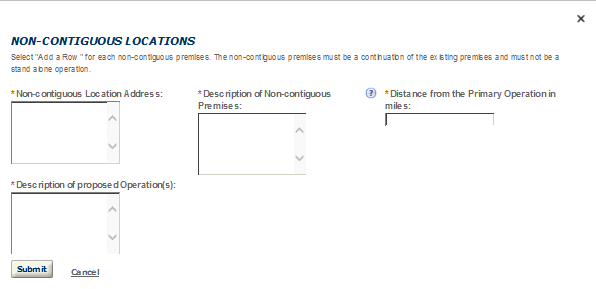 ×
NON-CONTIGUOUS LOCATIONS
Select "Add a Row " for each non-contiguous premises. The non-contiguous premises must be a continuation of the existing premises and must not be a
stand alone operation.
*Non-contiguous Location Address:
*Description of Non-contiguous
Premises:
? *Distance from the Primary Operation in
miles:
*Description of proposed Operation(s):
Submit Cancel